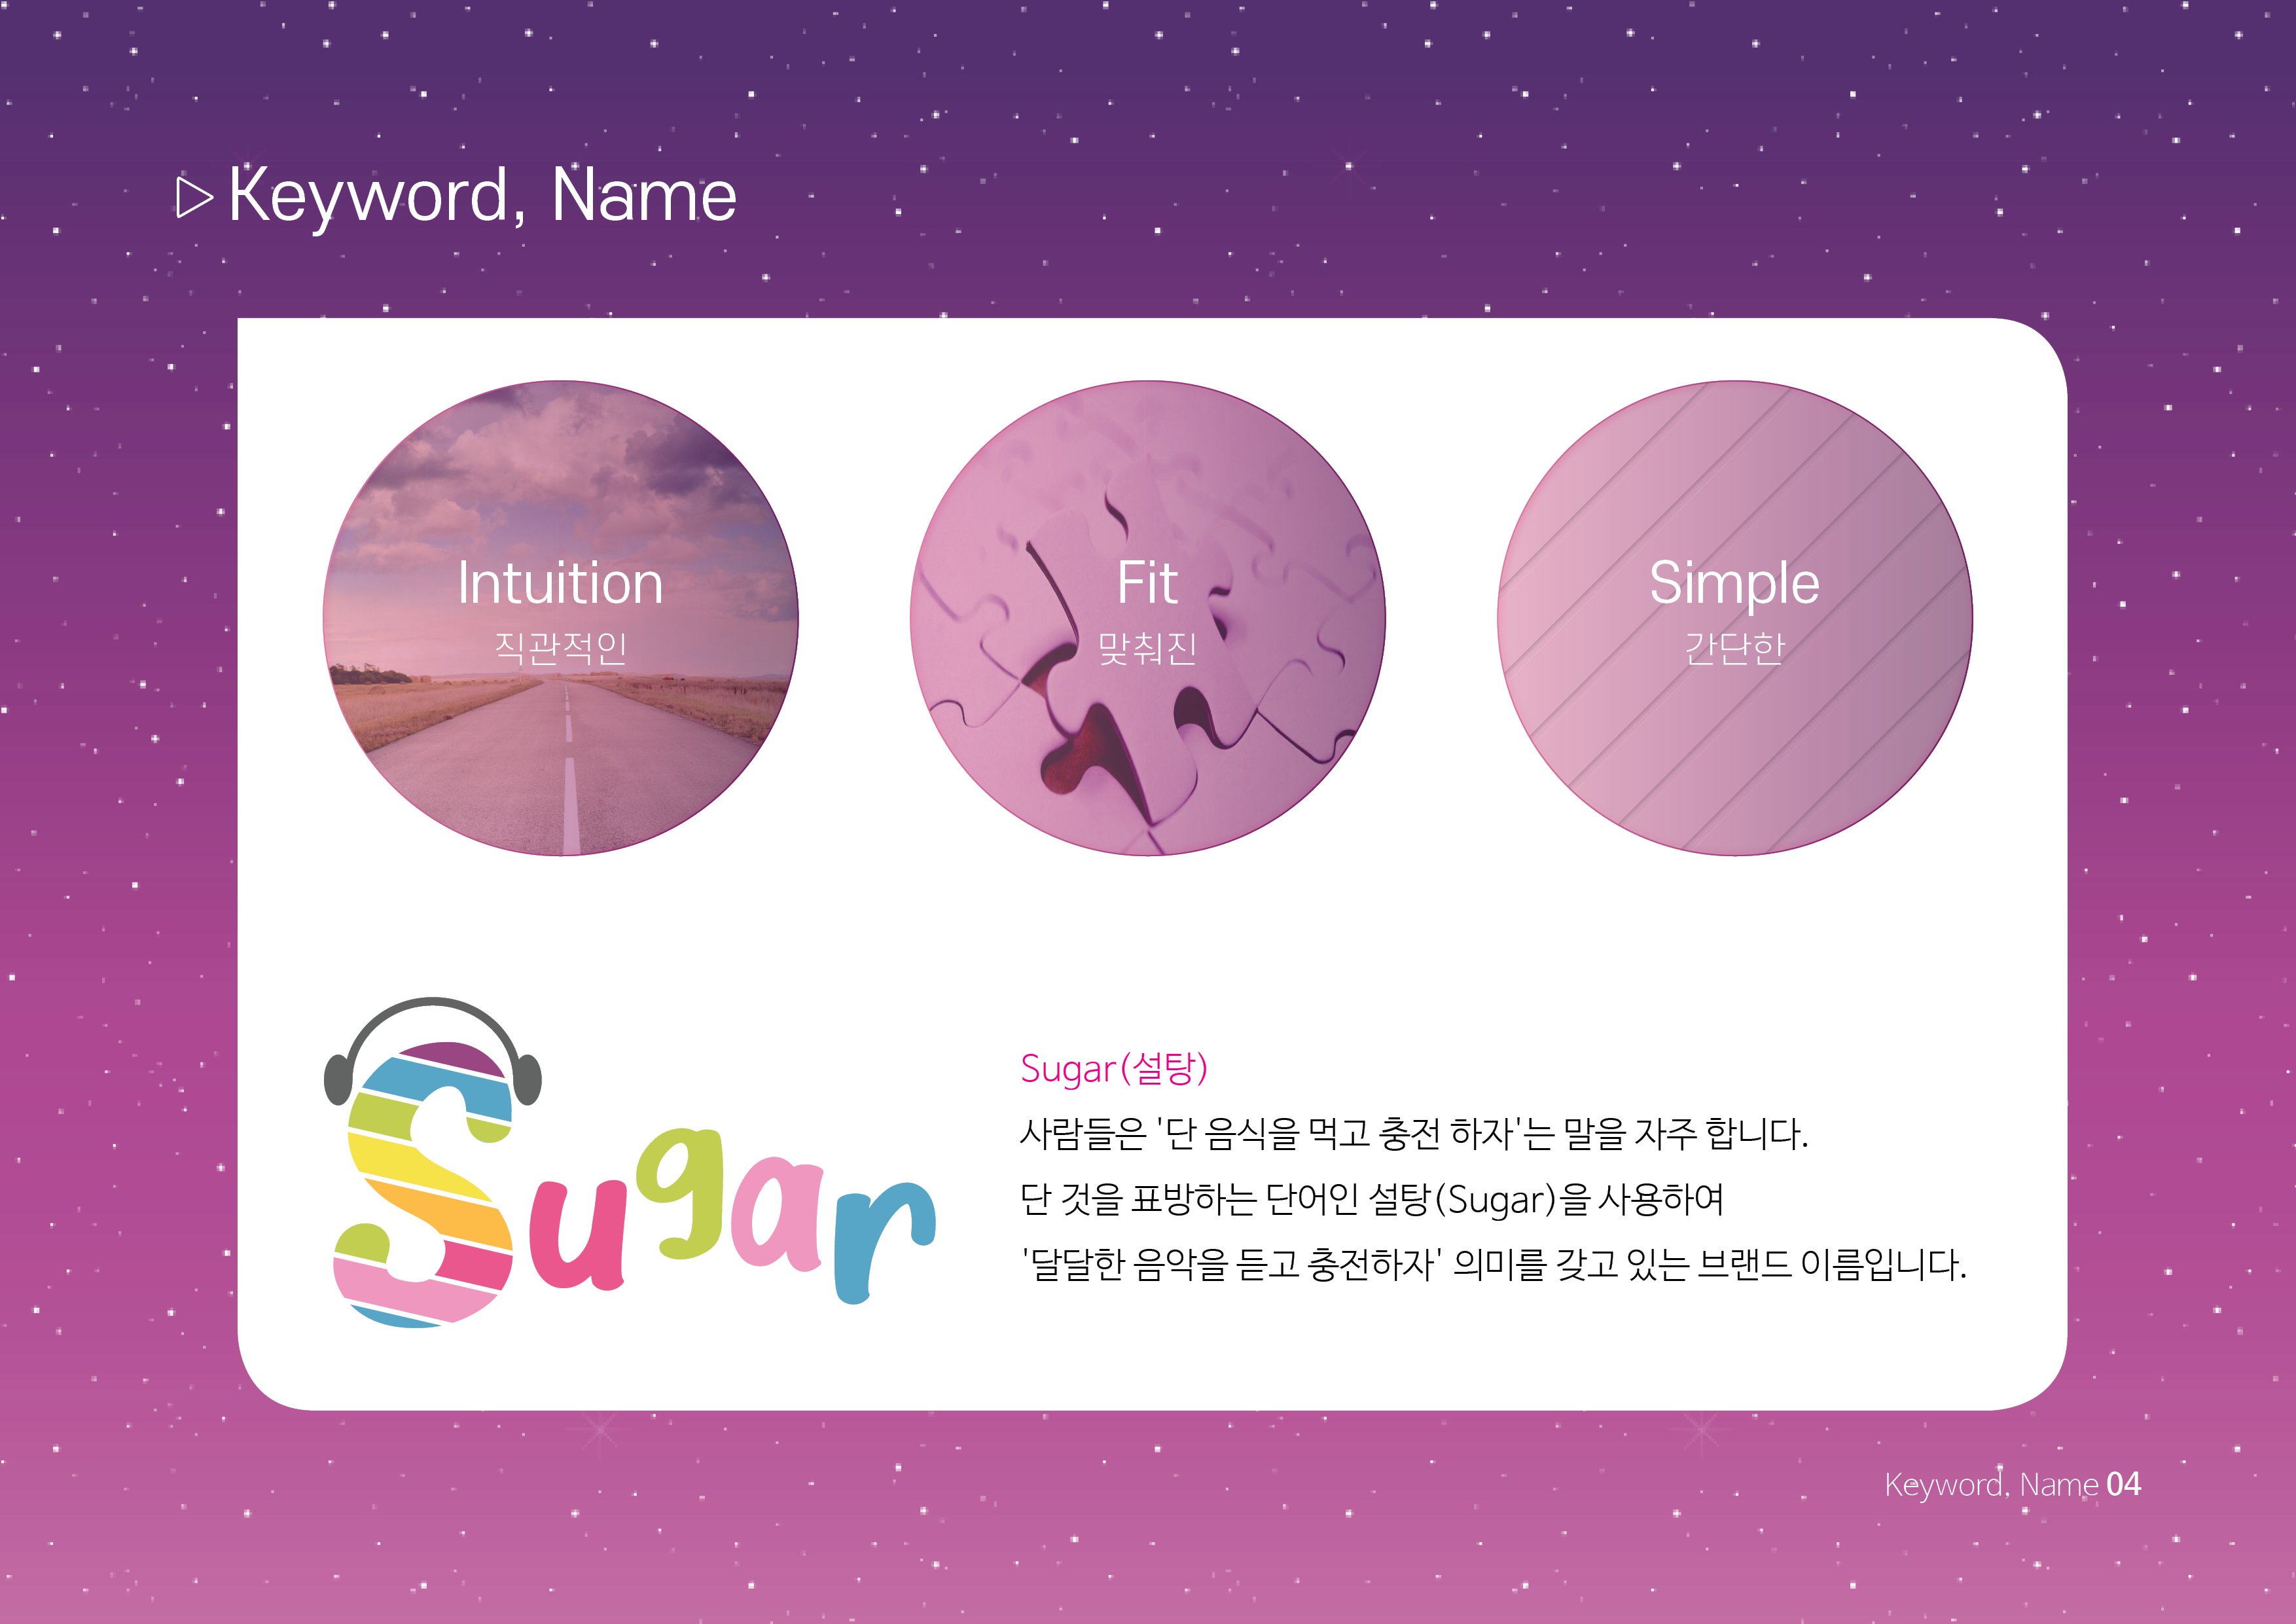 Keyword, Name
Intuition
직관적인
Fit
맞춰진
Simple
간단한
Sugar
Sugar(설탕)
사람들은 '단 음식을 먹고 충전 하자'는 말을 자주 합니다.
단 것을 표방하는 단어인 설탕(Sugar)을 사용하여
'달달한 음악을 듣고 충전하자' 의미를 갖고 있는 브랜드 이름입니다.
Keyword, Name 04